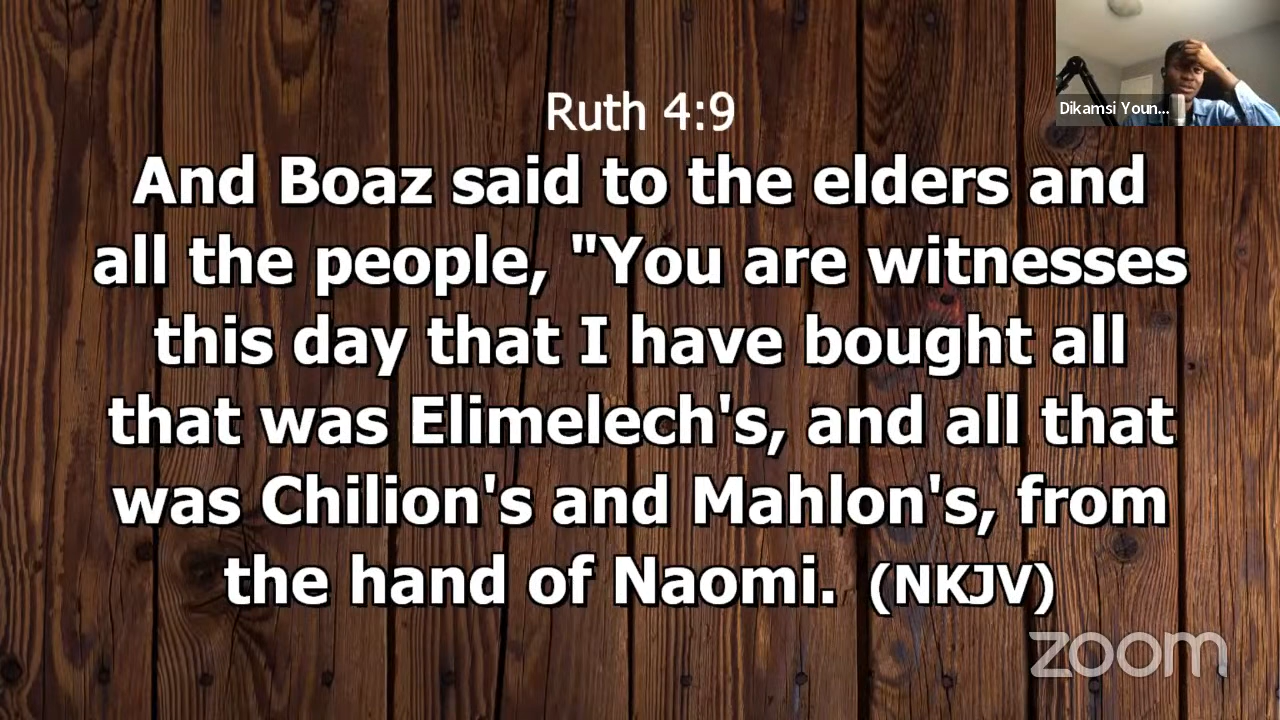 Dikamsi Youn...
Ruth 4:9
And Boaz said to the elders and
all the people, "You are witnesses
this day that I have bought all
that was Elimelech's, and all that
was Chilion's and Mahlon's, from
the hand of Naomi. (NKJV)
zoom